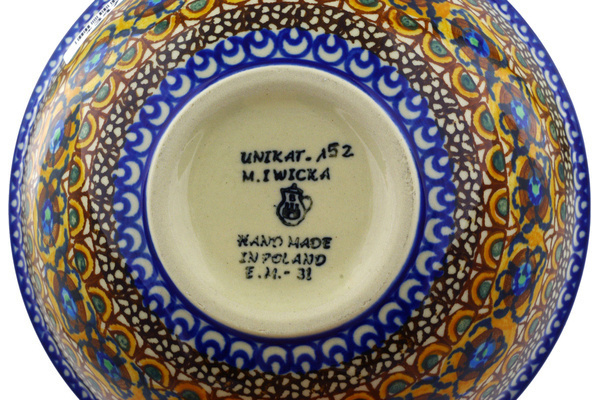 UNIKAT-152
M.IWICKA
HAND MADE
IN POLAND
E.M.-31